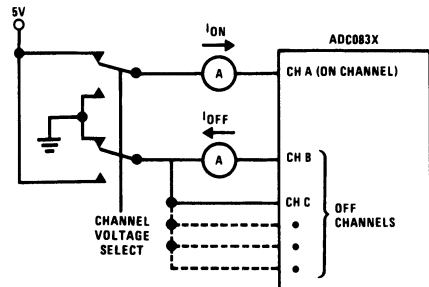 5V
ION
ADC083X
A
CH A (ON CHANNEL)
IOFF
A
CH B
CH C
OFF
CHANNELS
CHANNEL
VOLTAGE
SELECT